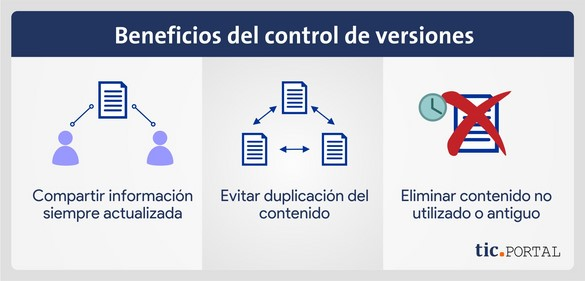 Beneficios del control de versiones
Compartir información
siempre actualizada
Evitar duplicación del
contenido
Eliminar contenido no
utilizado o antiguo
tic.PORTAL